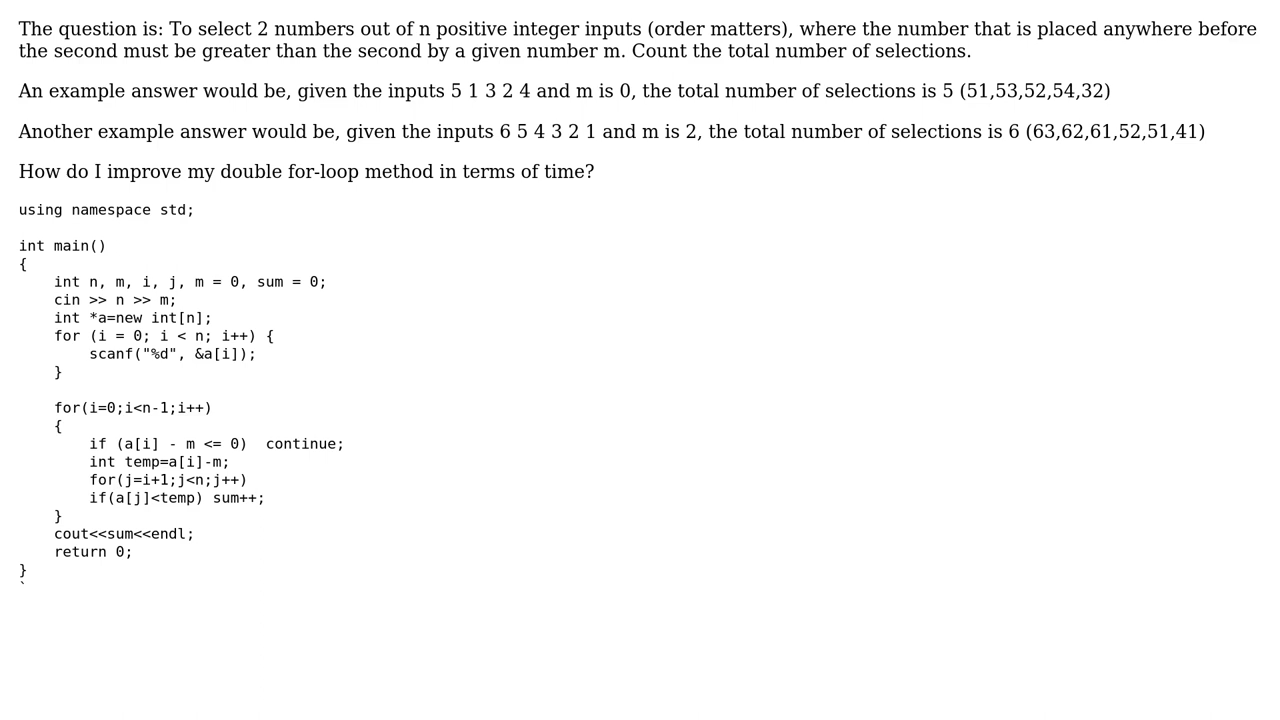 The question is: To select 2 numbers out of n positive integer inputs (order matters), where the number that is placed anywhere before
the second must be greater than the second by a given number m. Count the total number of selections.
An example answer would be, given the inputs 5 1 3 2 4 and m is 0, the total number of selections is 5 (51,53,52,54,32)
Another example answer would be, given the inputs 6 5 4 3 2 1 and m is 2, the total number of selections is 6 (63,62,61,52,51,41)
How do I improve my double for-loop method in terms of time?
using namespace std;
int main()
{
    int n, m, i, j, m = 0, sum = 0;
    cin >> n >> m;
    int *a=new int[n];
    for (i = 0; i < n; i++) {
        scanf("%d", &a[i]);
    }
    for(i=0;i<n-1;i++)
    {
        if (a[i] - m <= 0)  continue;
        int temp=a[i]-m;
        for(j=i+1;j<n;j++)
        if(a[j]<temp) sum++;
    }
    cout<<sum<<endl;
    return 0;
}
`